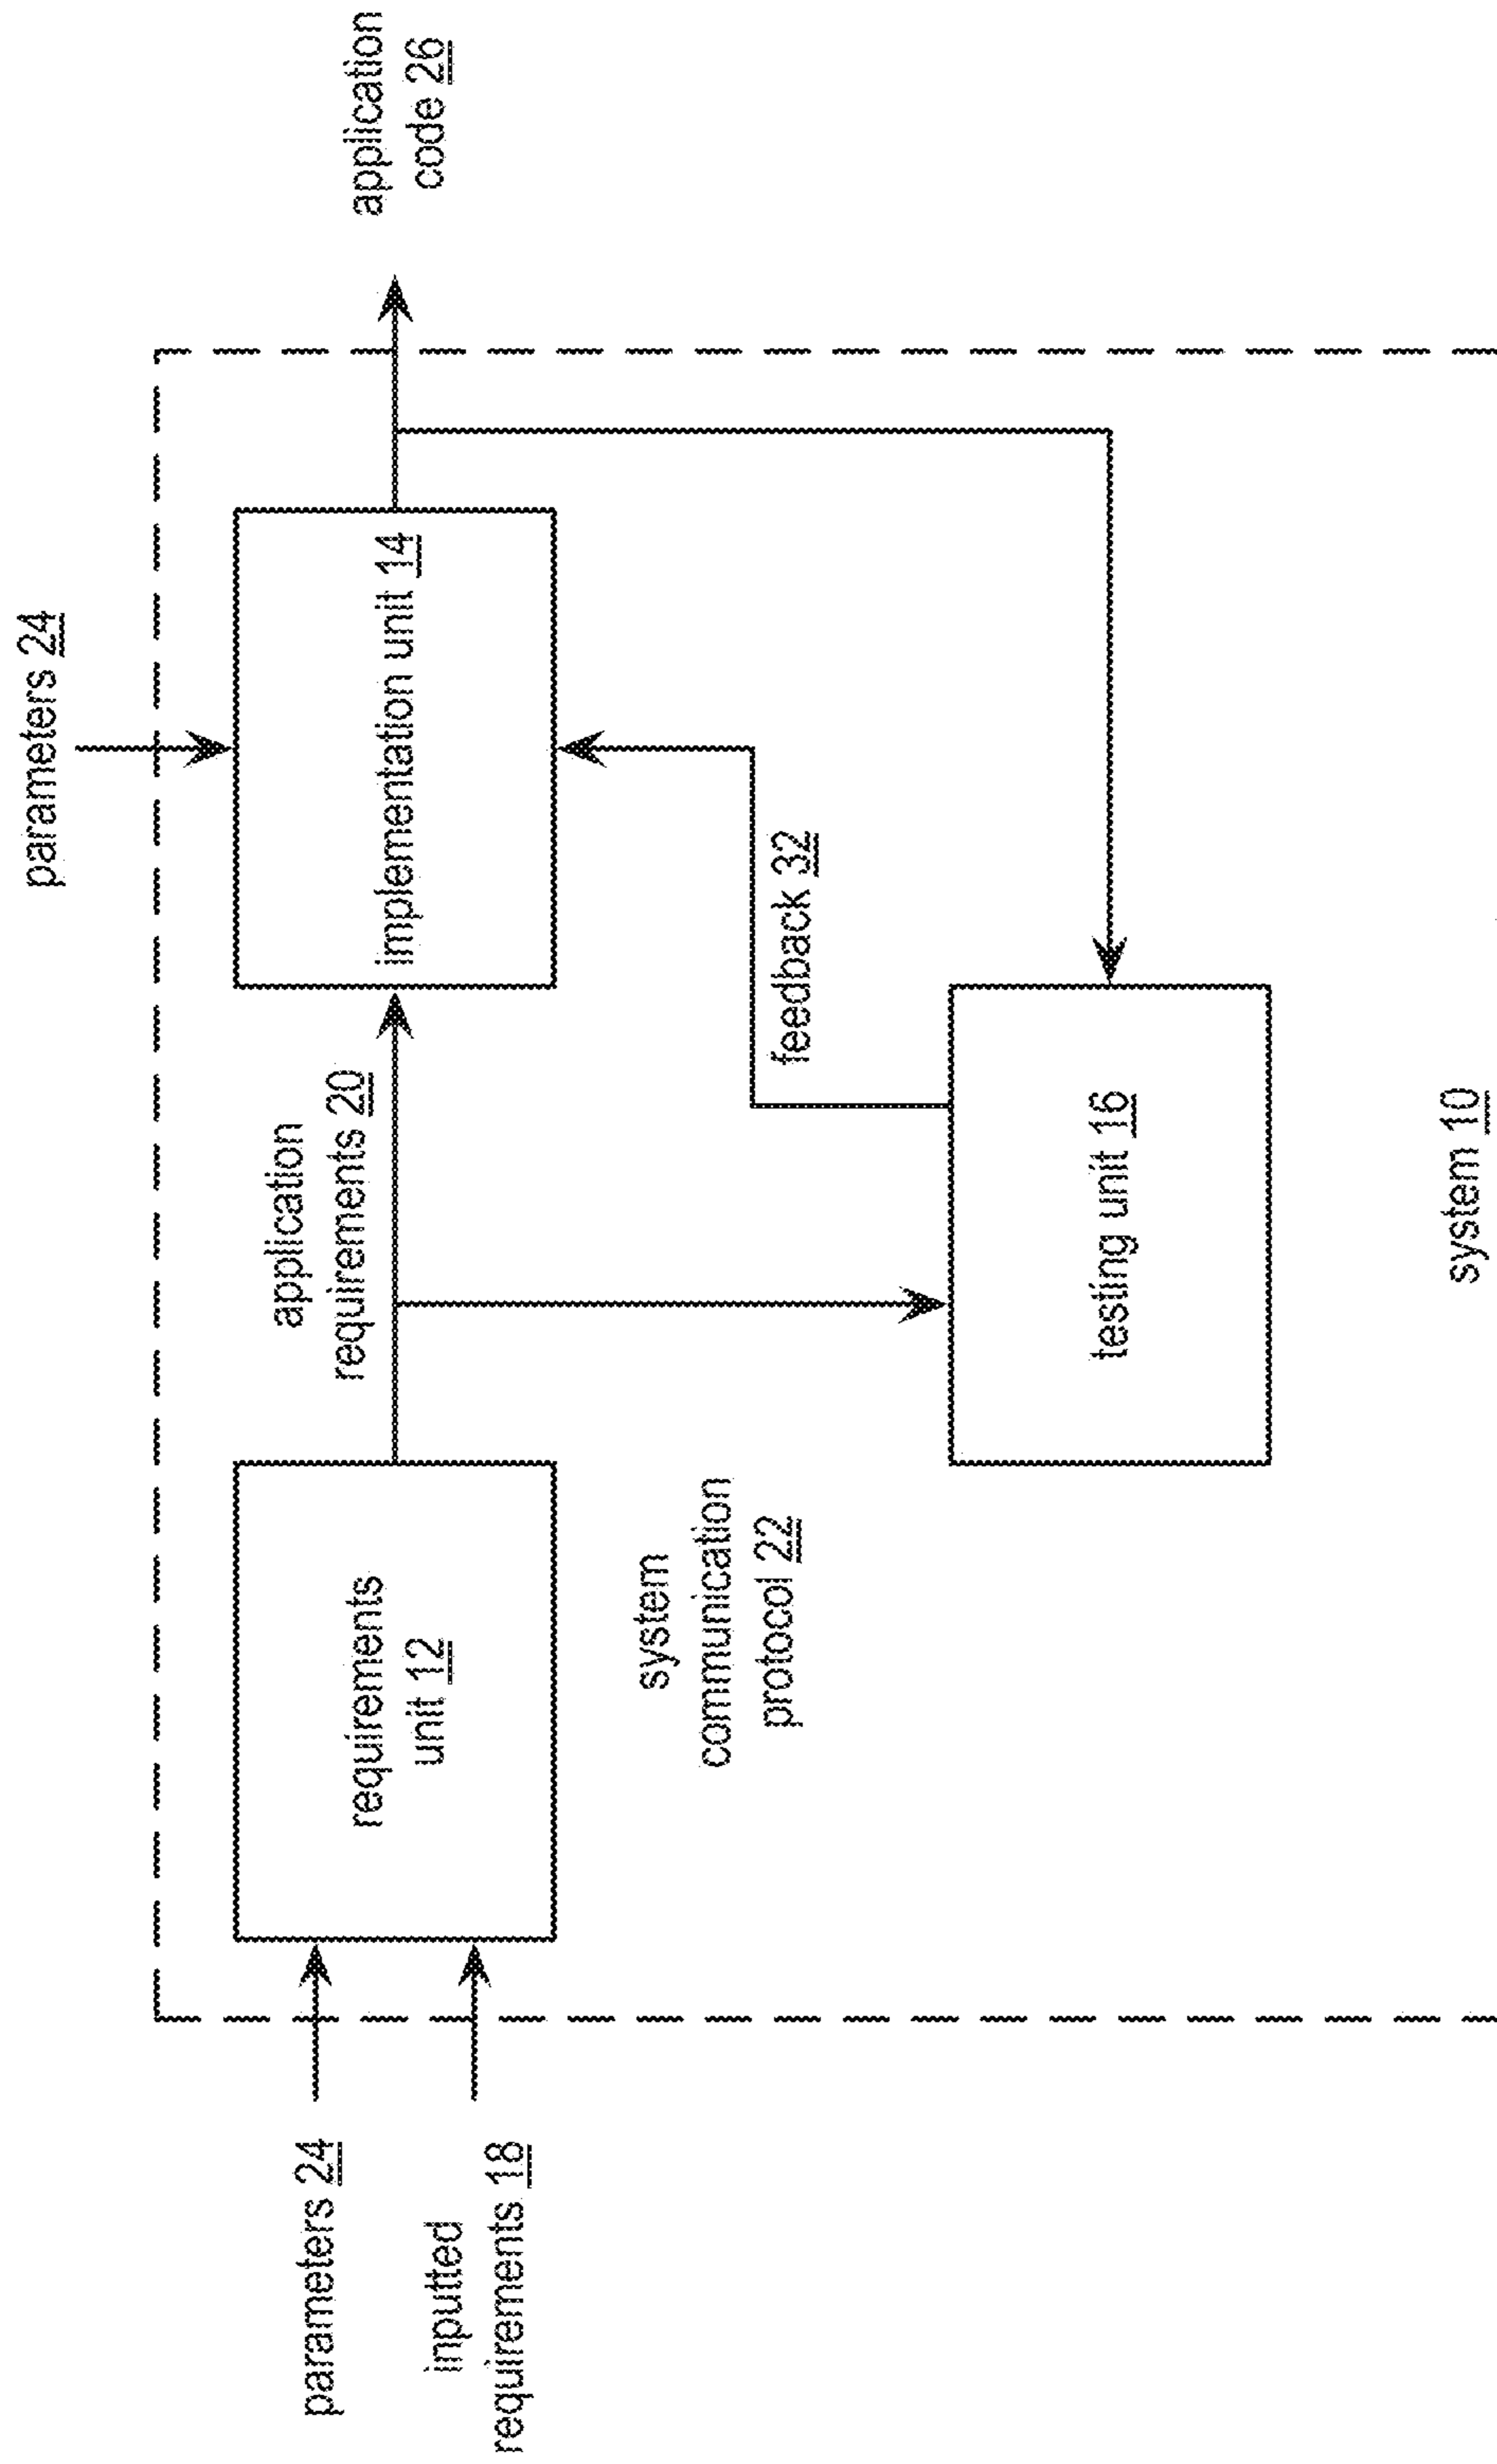 parameters 24
application
code 26
application
requirements 20
implementation unit 14
requirements
unit 12
parameters 24
inputted
requirements 18
feedback 32
system
communication
protocol 22
testing unit 16
system 10